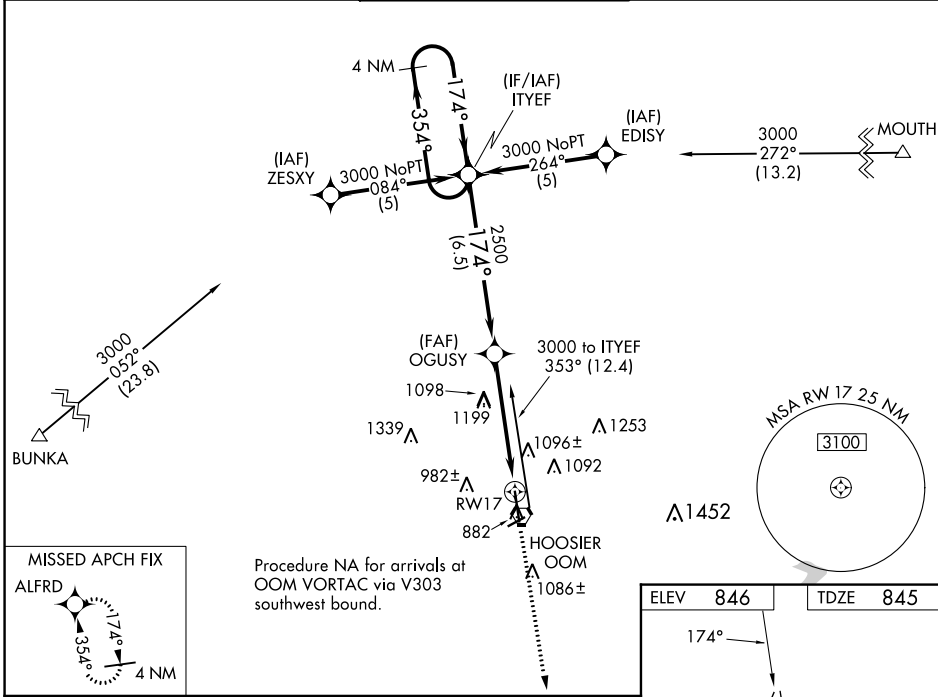 4 NM
174°
354°
(IF/IAF)
ITYEF
(IAF)
EDISY
3000
272°
(13.2)
MOUTH
(IAF)
ZESXY
3000 NoPT
084°
(5)
3000 NoPT
264°
(5)
2500
174°
(6.5)
3000
052°
(23.8)
BUNKA
(FAF)
OGUSY
3000 to ITYEF
353° (12.4)
1098
1199
1339
1253
1096±
1092
982±
RW17
882
HOOSIER
OOM
1086±
1452
MSA RW 17 25 NM
3100
Procedure NA for arrivals at
OOM VORTAC via V303
southwest bound.
MISSED APCH FIX
ALFRD
174°
354°
4 NM
ELEV 846
TDZE 845
174°